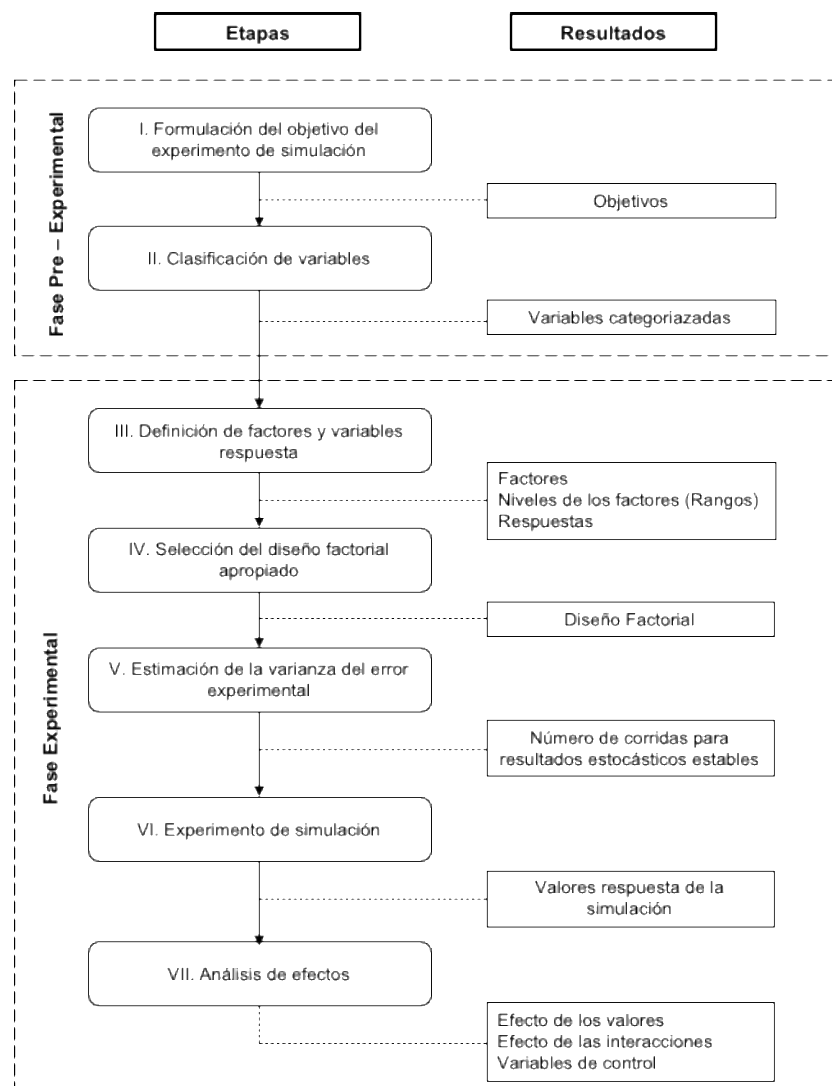 Etapas
Resultados
Fase Pre – Experimental
I. Formulación del objetivo del
experimento de simulación
Objetivos
II. Clasificación de variables
Variables categoriazadas
Fase Experimental
III. Definición de factores y variables
respuesta
Factores
Niveles de los factores (Rangos)
Respuestas
IV. Selección del diseño factorial
apropiado
Diseño Factorial
V. Estimación de la varianza del error
experimental
Número de corridas para
resultados estocásticos estables
VI. Experimento de simulación
Valores respuesta de la
simulación
VII. Análisis de efectos
Efecto de los valores
Efecto de las interacciones
Variables de control